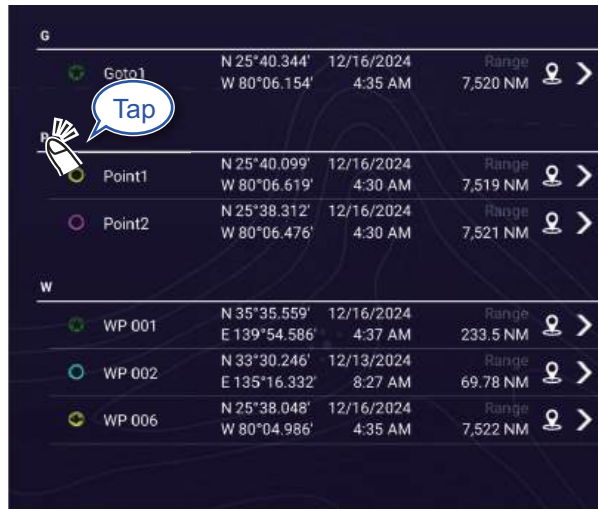 G
Goto1
N 25°40.344' 12/16/2024 Range
W 80°06.154' 4:35 AM 7,520 NM
Tap
P
Point1
N 25°40.099' 12/16/2024 Range
W 80°06.619' 4:30 AM 7,519 NM
Point2
N 25°38.312' 12/16/2024 Range
W 80°06.476' 4:30 AM 7,521 NM
W
WP 001
N 35°35.559' 12/16/2024 Range
E 139°54.586' 4:37 AM 233.5 NM
WP 002
N 33°30.246' 12/13/2024 Range
E 135°16.332' 8:27 AM 69.78 NM
WP 006
N 25°38.048' 12/16/2024 Range
W 80°04.986' 4:35 AM 7,522 NM